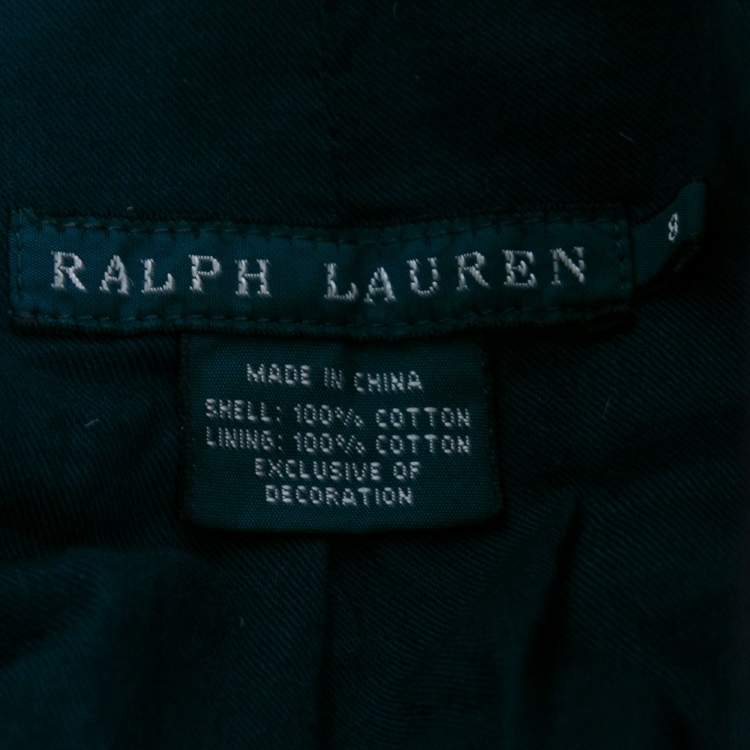 RALPH LAUREN
8
MADE IN CHINA
SHELL: 100% COTTON
LINING: 100% COTTON
EXCLUSIVE OF
DECORATION